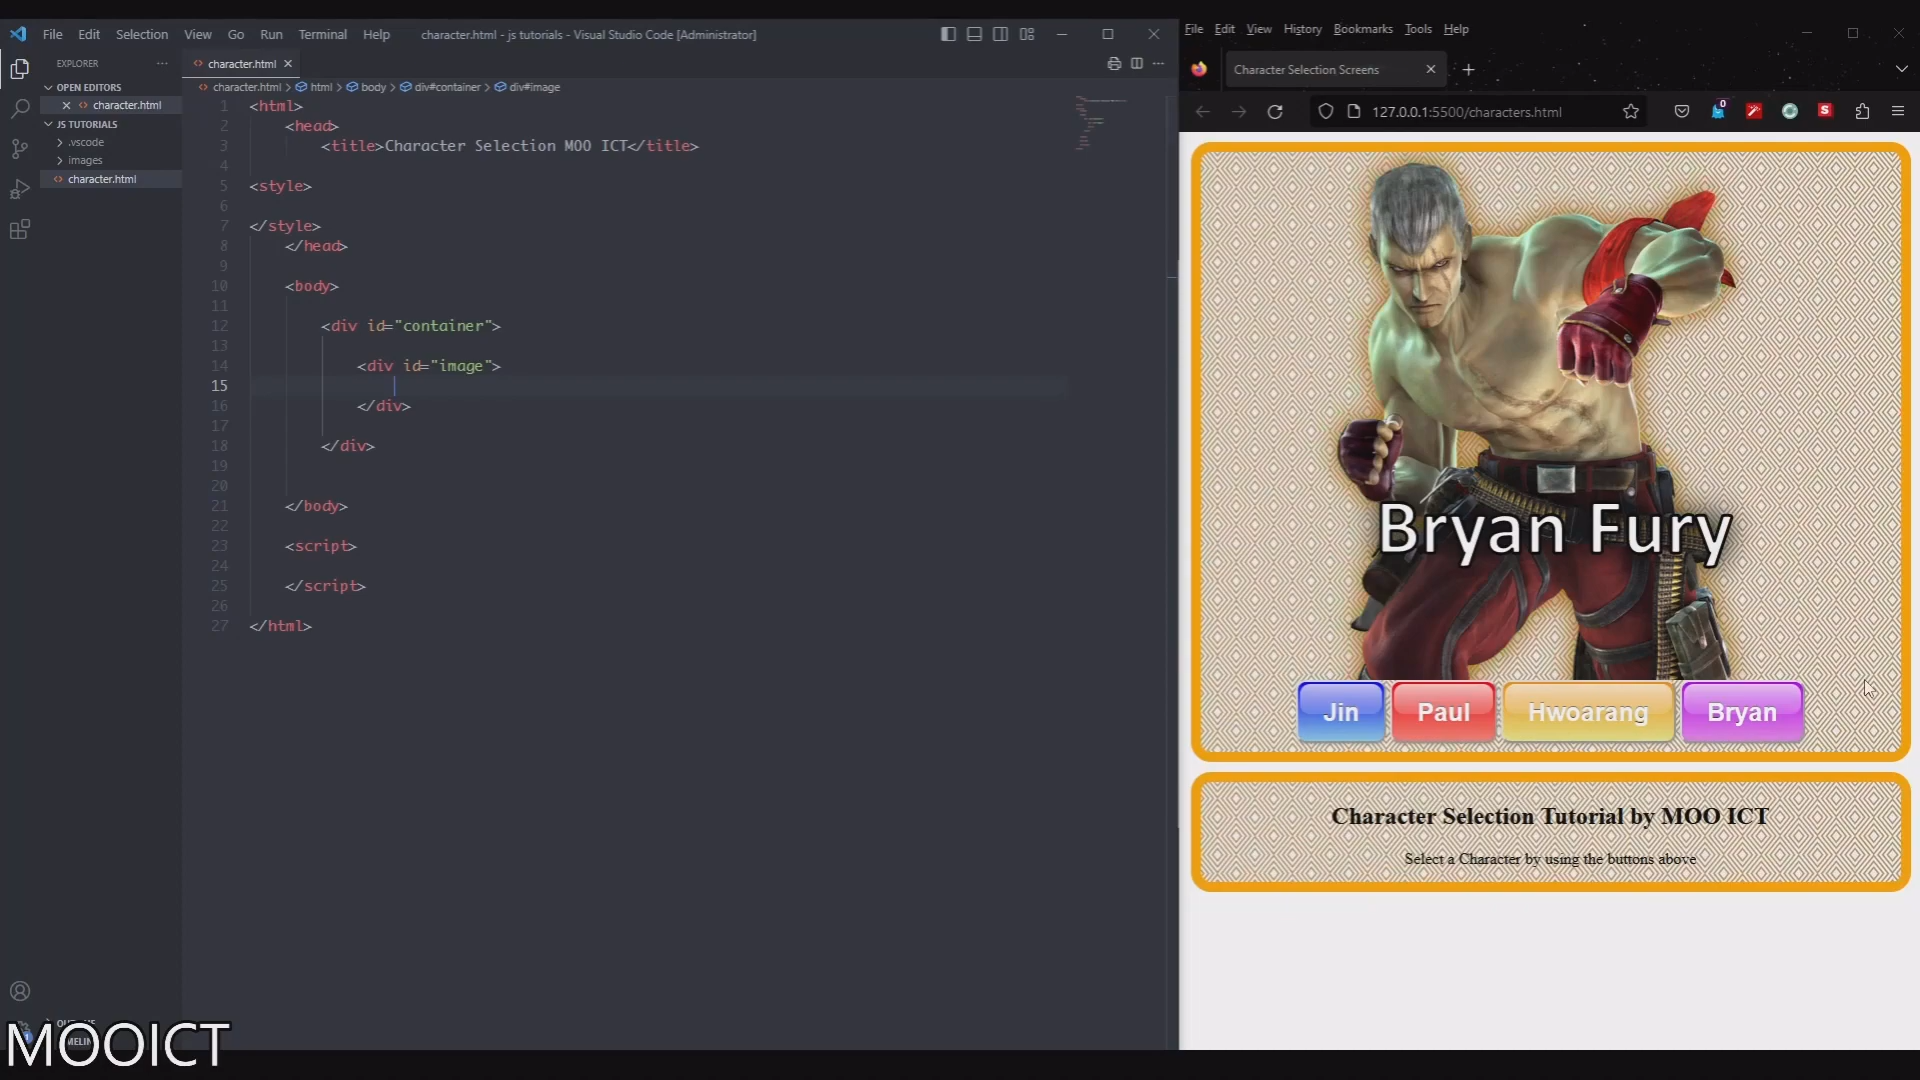 File Edit Selection View Go Run Terminal Help character.html - js tutorials - Visual Studio Code [Administrator]
EXPLORER
OPEN EDITORS
character.html
JS TUTORIALS
.vscode
images
character.html
character.html
character.html > html > body > div#container > div#image
1 <html>
2 <head>
3 <title>Character Selection MOO ICT</title>
4
5 <style>
6
7 </style>
8 </head>
9
10 <body>
11
12 <div id="container">
13
14 <div id="image">
15
16 </div>
17
18 </div>
19
20
21 </body>
22
23 <script>
24
25 </script>
26
27 </html>
MOOICT
File Edit View History Bookmarks Tools Help
Character Selection Screens
127.0.0.1:5500/characters.html
0
S
Bryan Fury
Jin Paul Hwoarang Bryan
Character Selection Tutorial by MOO ICT
Select a Character by using the buttons above